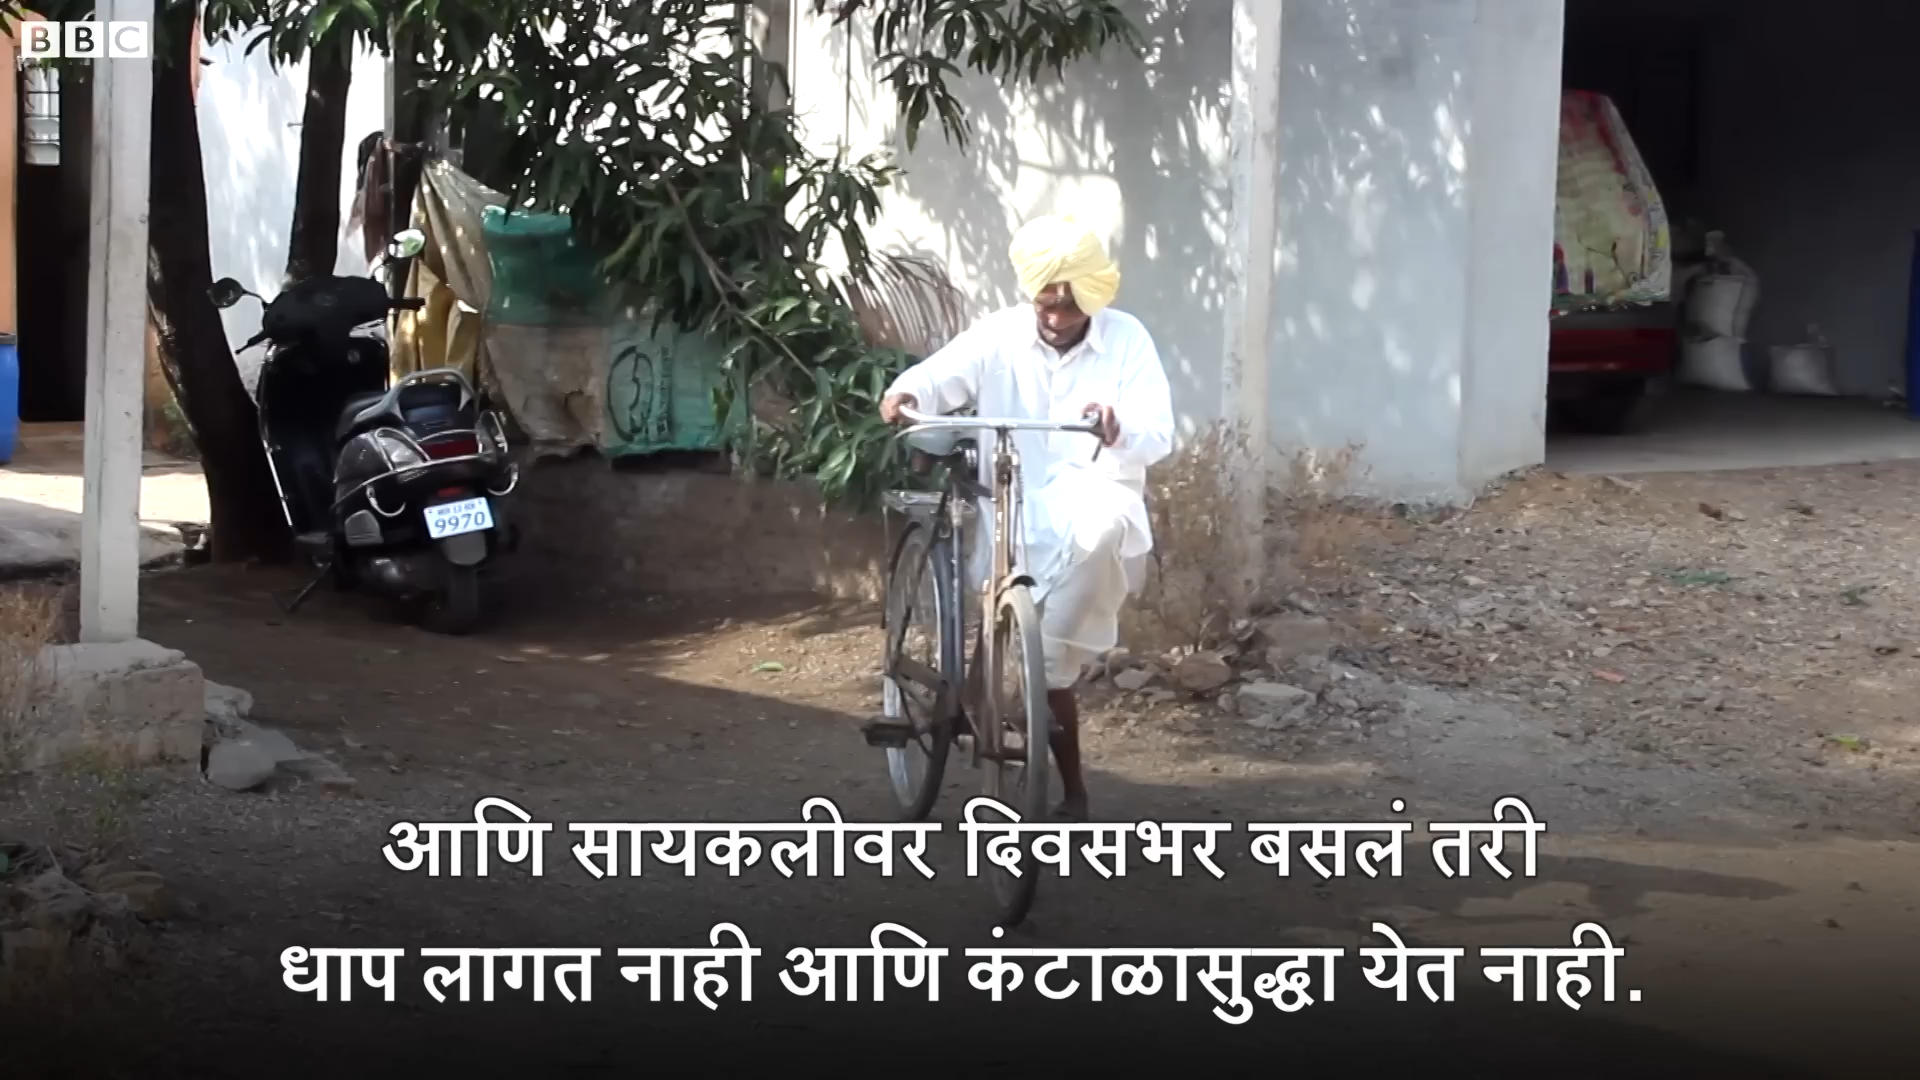 BBC
9970
आणि सायकलीवर दिवसभर बसलं तरी
धाप लागत नाही आणि कंटाळासुद्धा येत नाही.